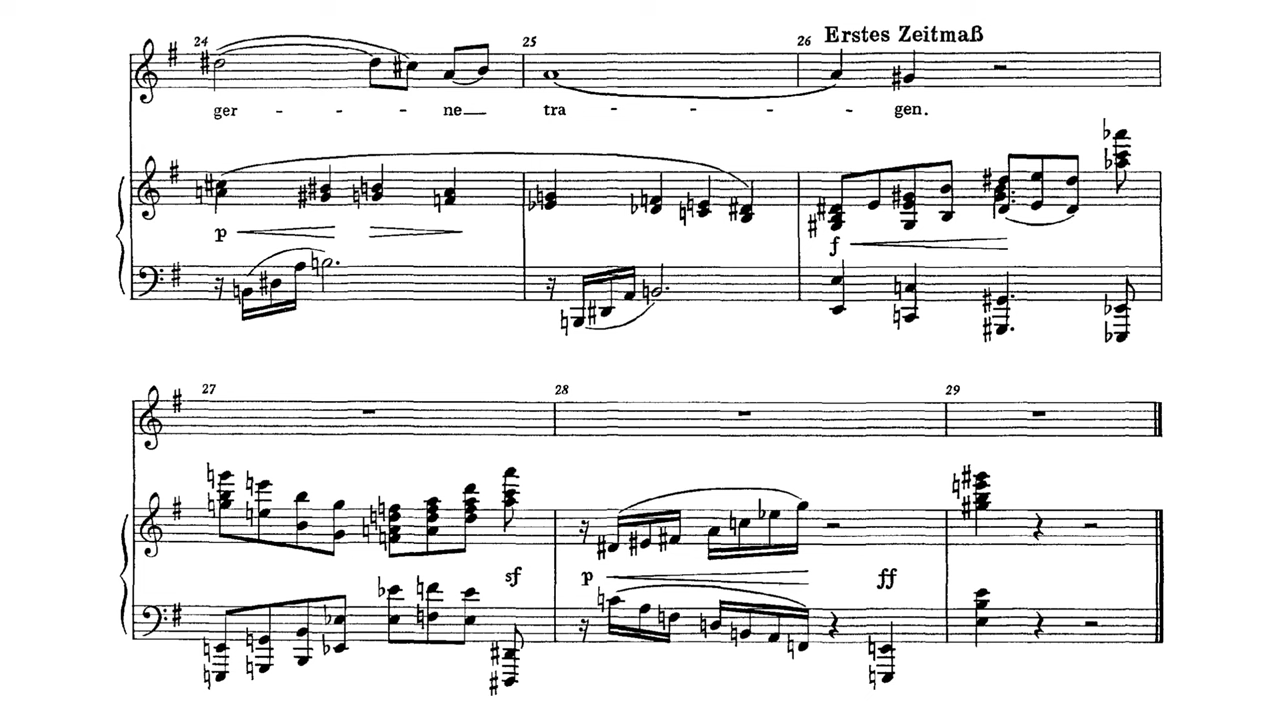 24 25 26 Erstes Zeitmaß
ger - - - ne tra - - - - gen.
p f
27 28 29
sf p ff